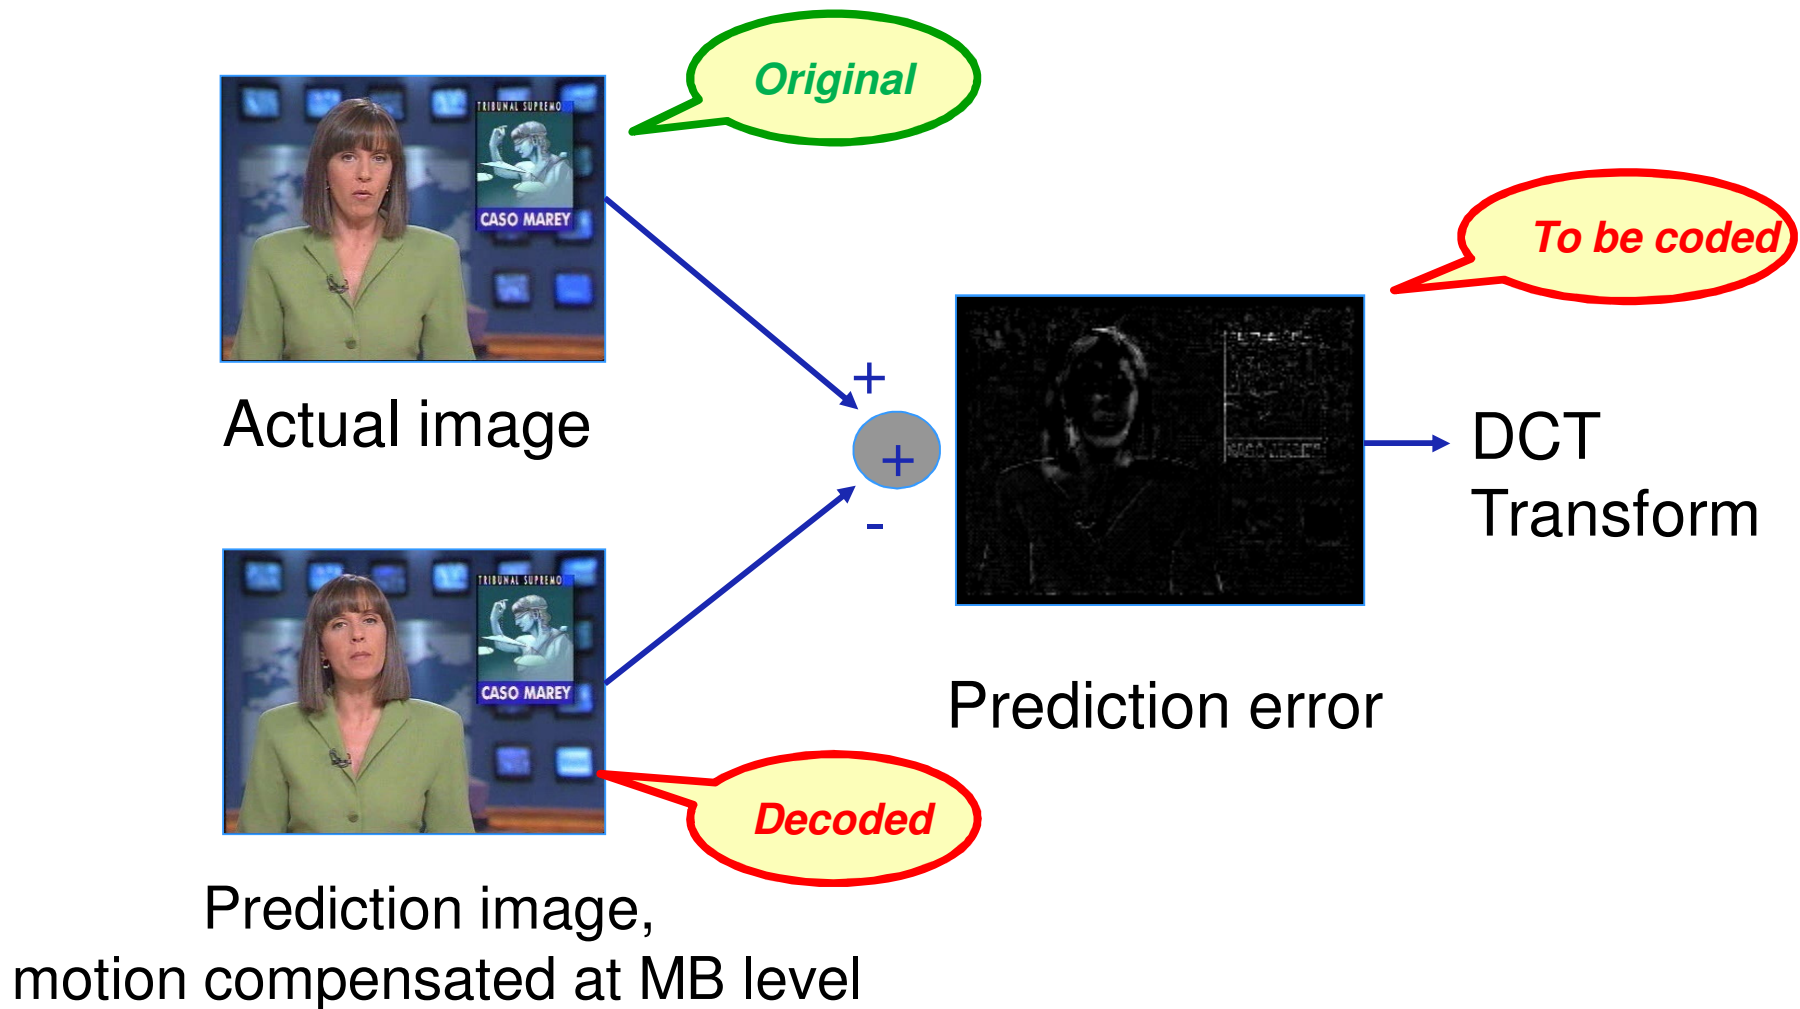 Original
TRIBUNAL SUPREMO
CASO MAREY
To be coded
Actual image
+
+
-
DCT
Transform
TRIBUNAL SUPREMO
CASO MAREY
Prediction error
Decoded
Prediction image,
motion compensated at MB level